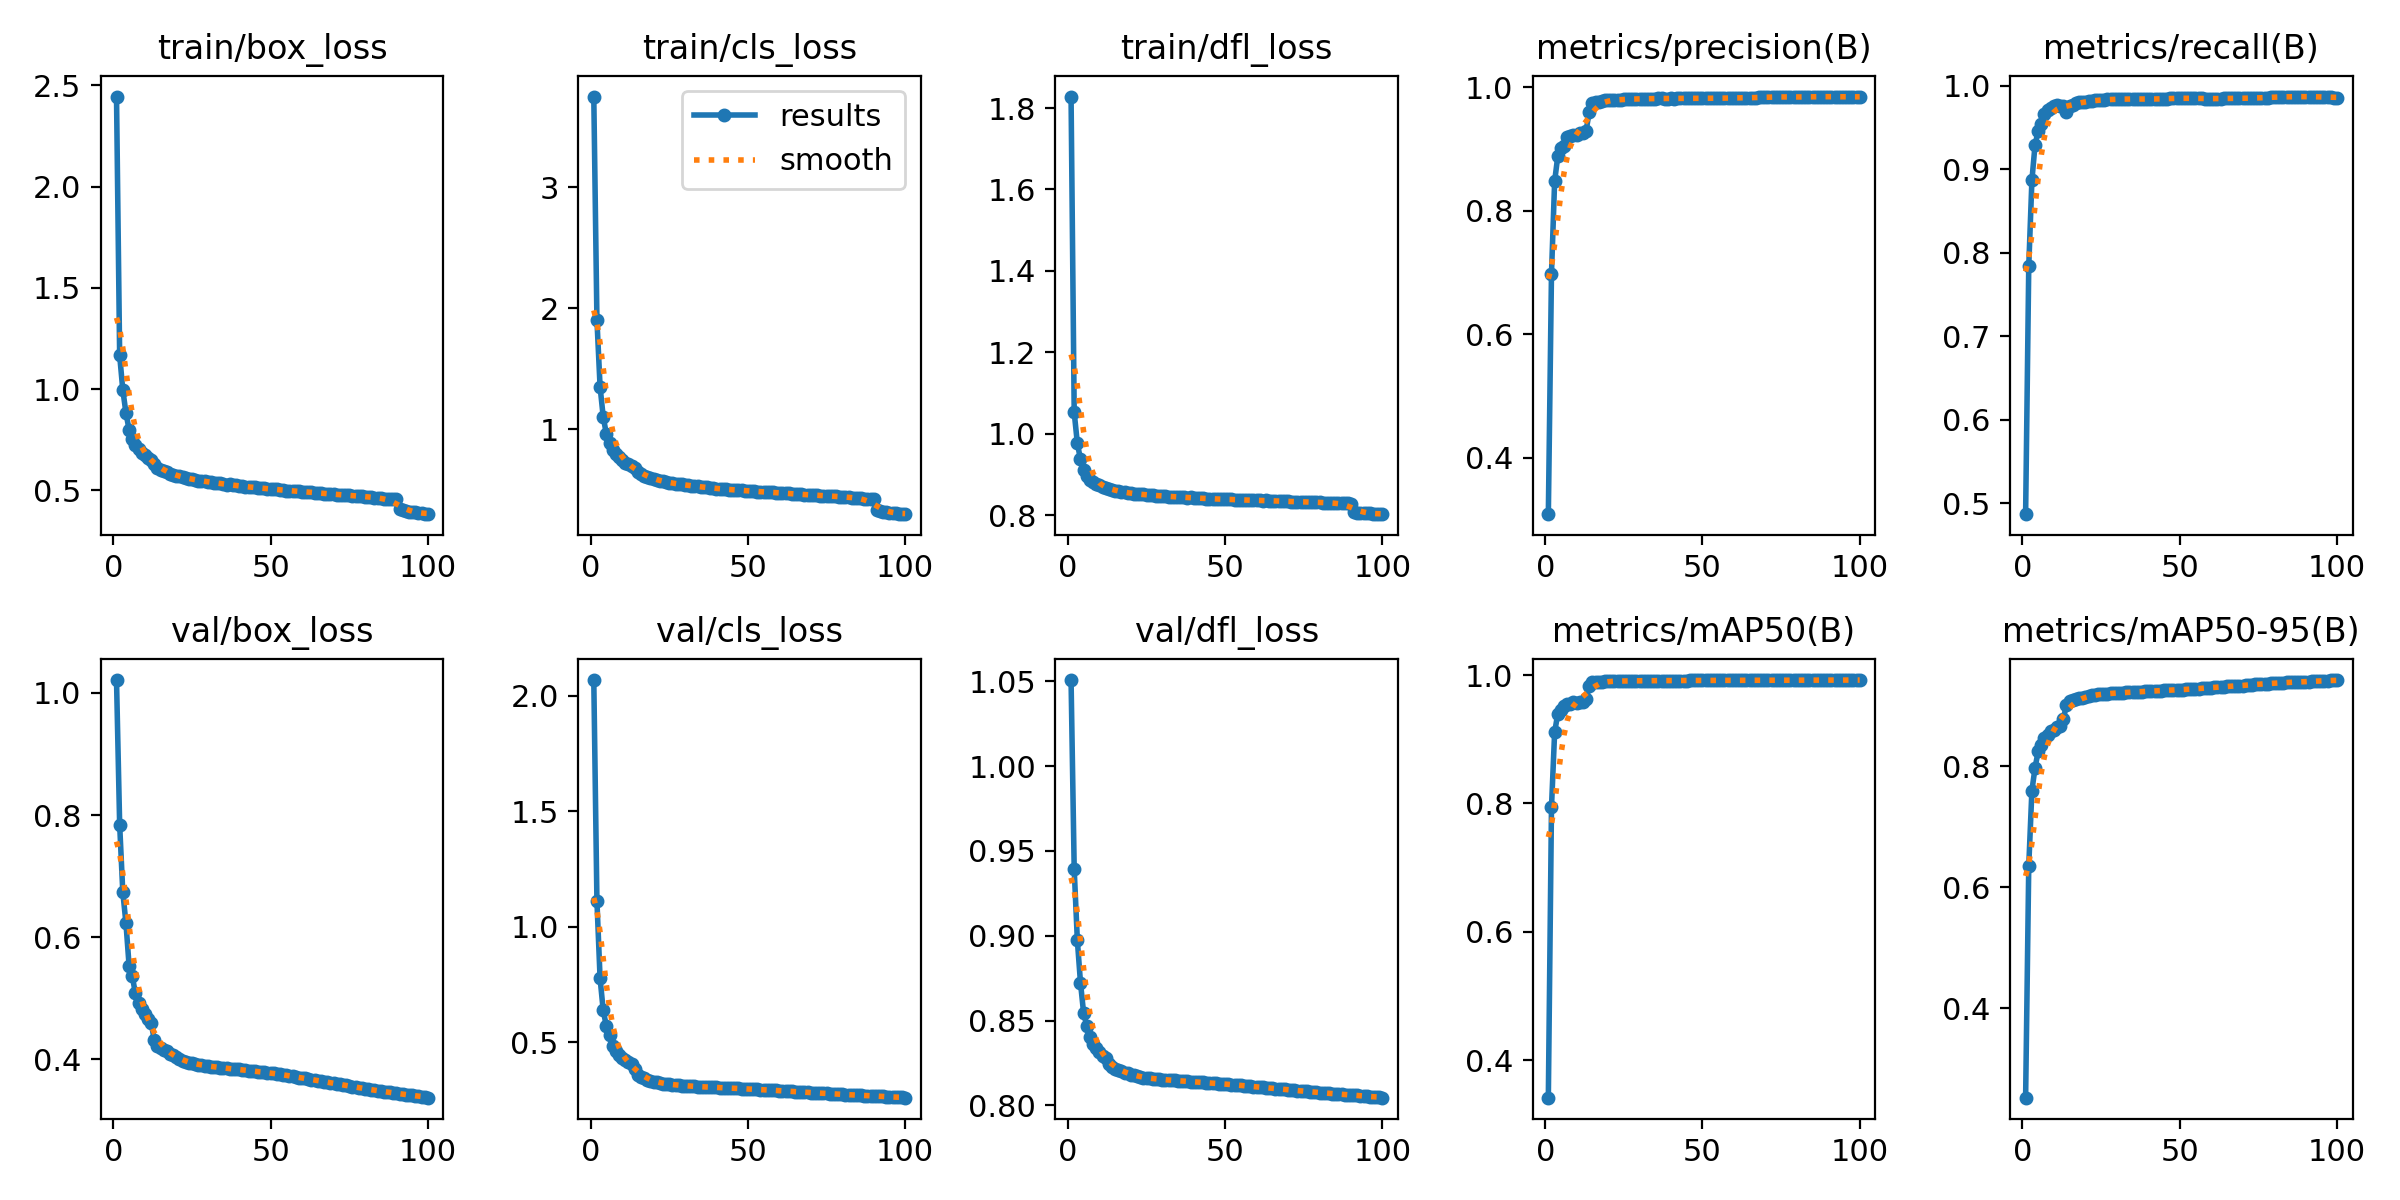 train/box_loss
2.5
2.0
1.5
1.0
0.5
0 50 100
train/cls_loss
results
smooth
3
2
1
0 50 100
train/dfl_loss
1.8
1.6
1.4
1.2
1.0
0.8
0 50 100
metrics/precision(B)
1.0
0.8
0.6
0.4
0 50 100
metrics/recall(B)
1.0
0.9
0.8
0.7
0.6
0.5
0 50 100
val/box_loss
1.0
0.8
0.6
0.4
0 50 100
val/cls_loss
2.0
1.5
1.0
0.5
0 50 100
val/dfl_loss
1.05
1.00
0.95
0.90
0.85
0.80
0 50 100
metrics/mAP50(B)
1.0
0.8
0.6
0.4
0 50 100
metrics/mAP50-95(B)
0.8
0.6
0.4
0 50 100